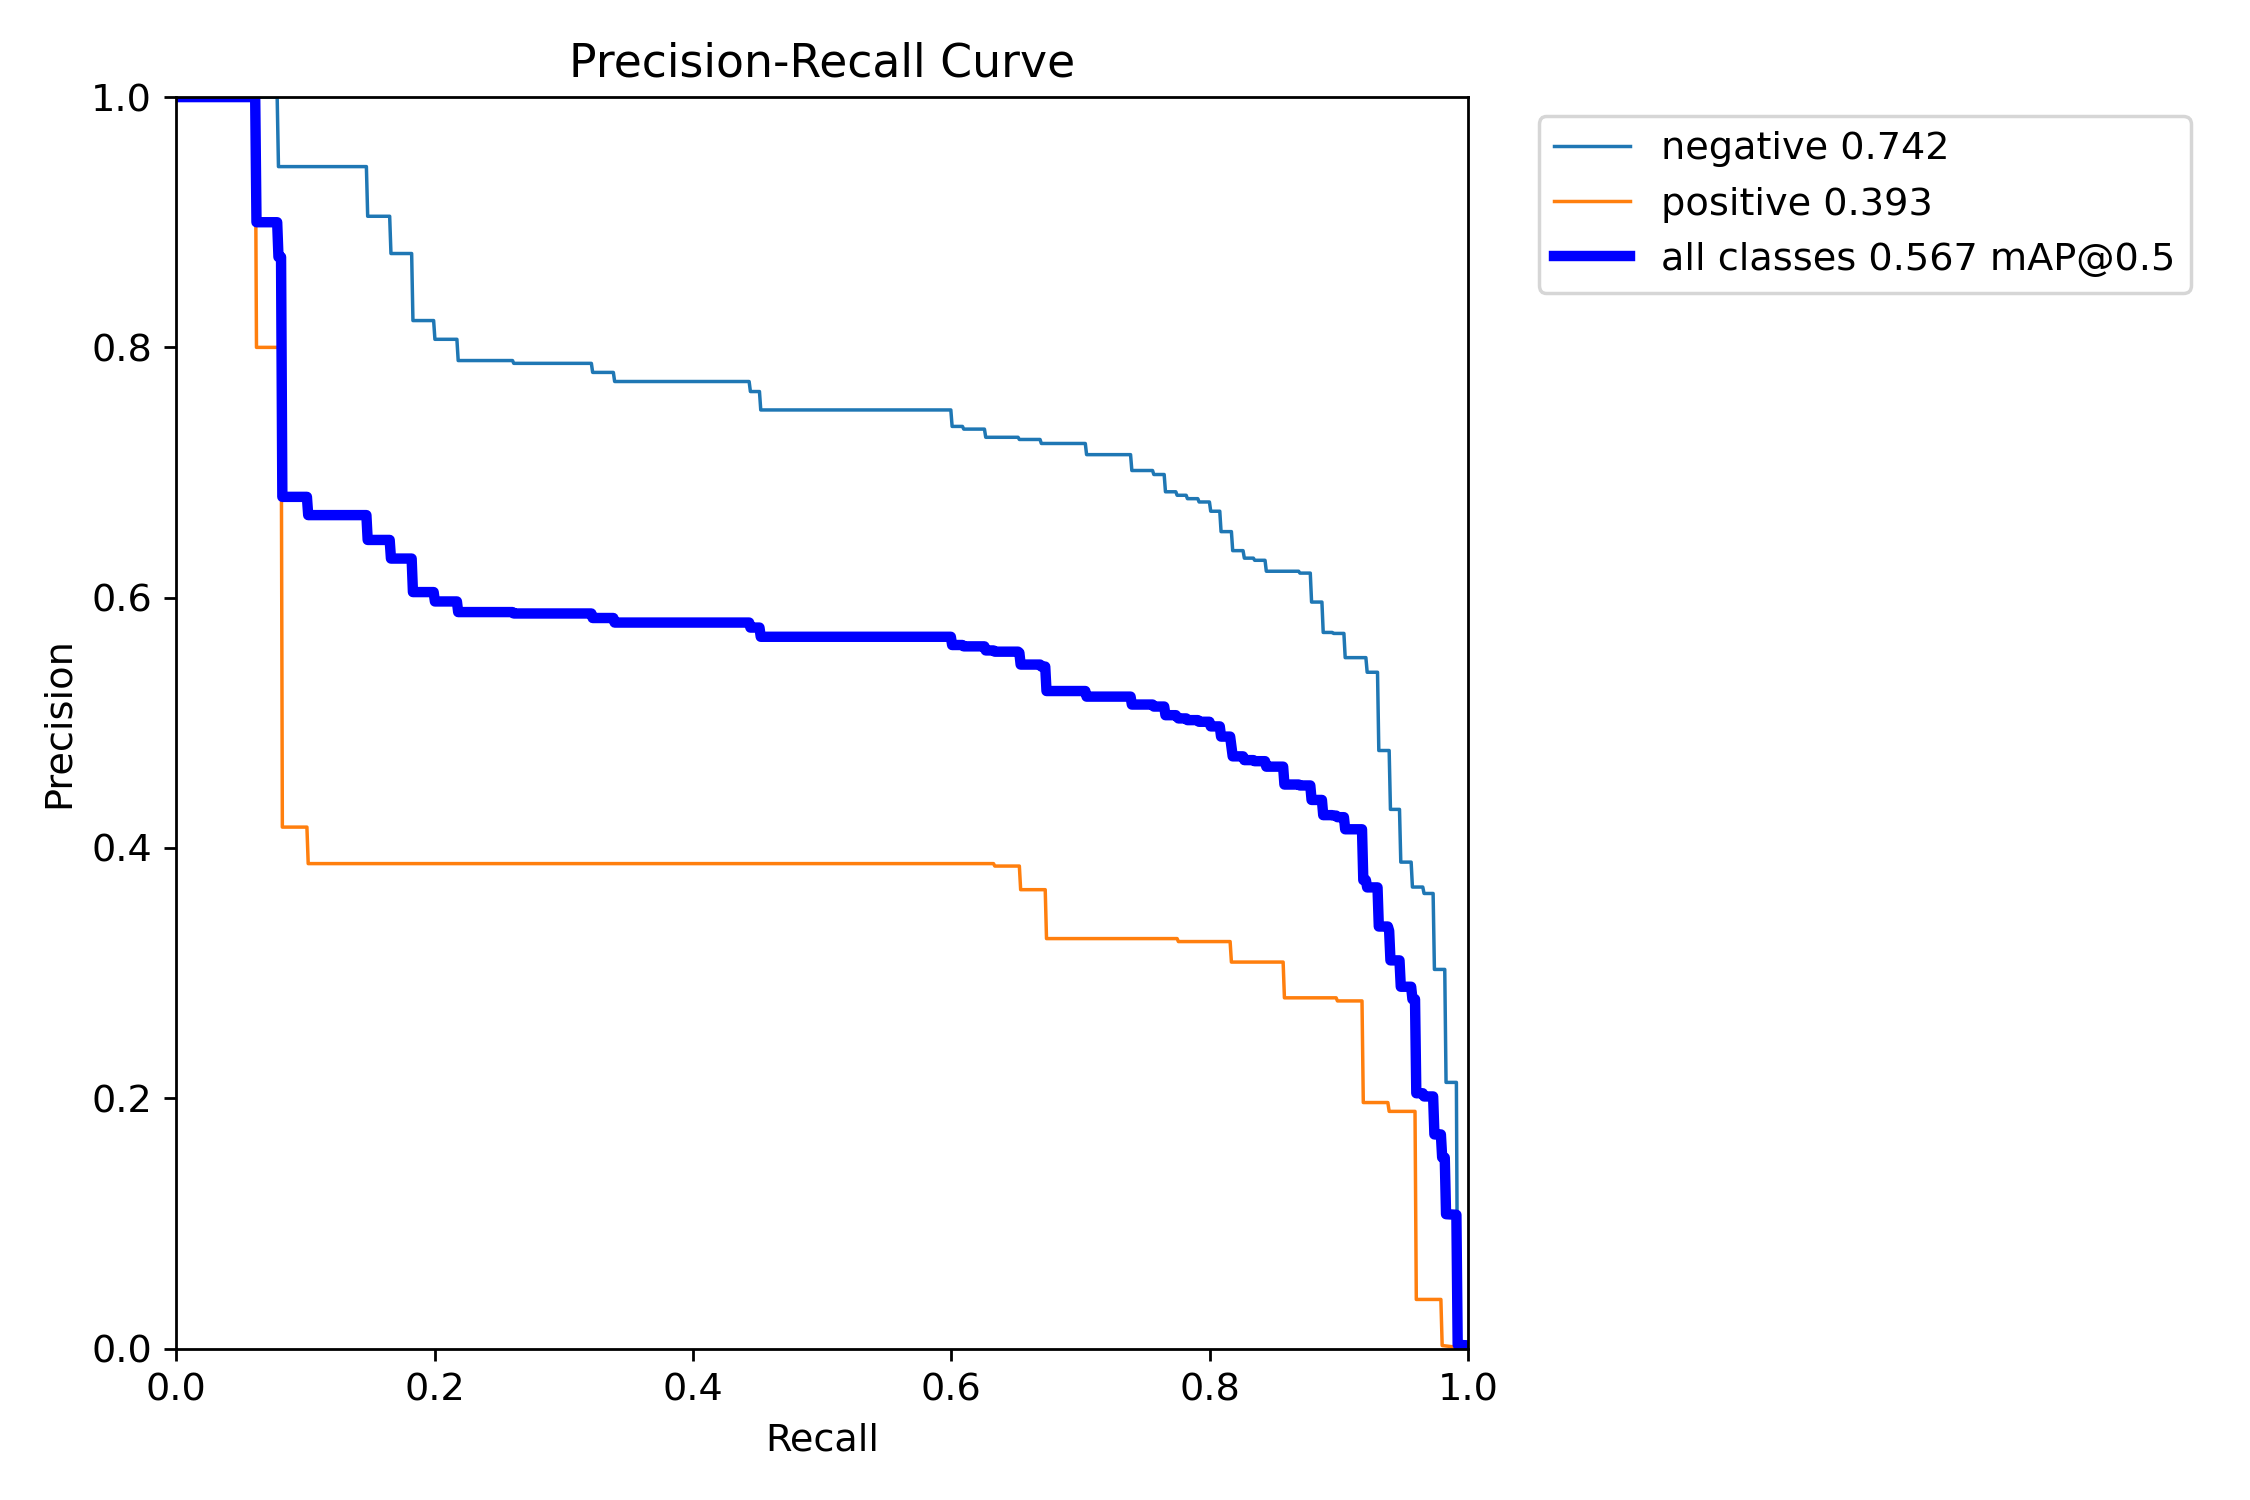 Precision-Recall Curve
1.0
0.8
0.6
0.4
0.2
0.0
Precision
0.0 0.2 0.4 0.6 0.8 1.0
Recall
negative 0.742
positive 0.393
all classes 0.567 mAP@0.5